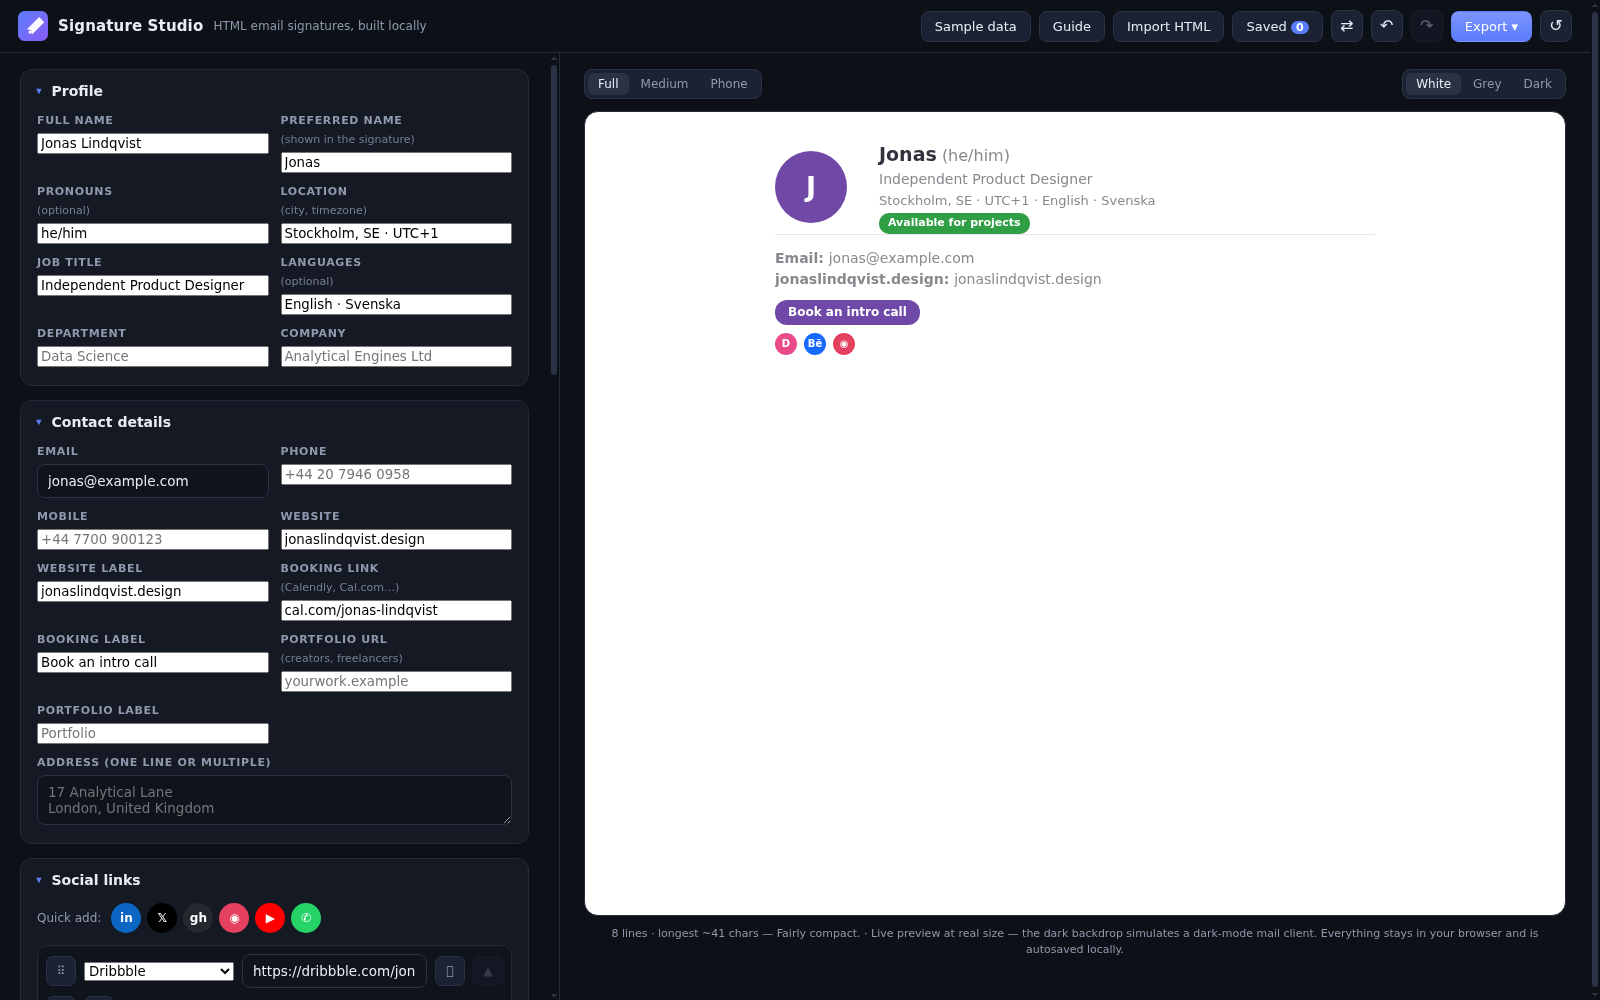 Signature Studio HTML email signatures, built locally
Sample data Guide Import HTML Saved 0 ⇄ ↶ ↷ Export ▾ ↺
▾ Profile
FULL NAME
Jonas Lindqvist
PREFERRED NAME
(shown in the signature)
Jonas
PRONOUNS
(optional)
he/him
LOCATION
(city, timezone)
Stockholm, SE · UTC+1
JOB TITLE
Independent Product Designer
LANGUAGES
(optional)
English · Svenska
DEPARTMENT
Data Science
COMPANY
Analytical Engines Ltd
▾ Contact details
EMAIL
jonas@example.com
PHONE
+44 20 7946 0958
MOBILE
+44 7700 900123
WEBSITE
jonaslindqvist.design
WEBSITE LABEL
jonaslindqvist.design
BOOKING LINK
(Calendly, Cal.com…)
cal.com/jonas-lindqvist
BOOKING LABEL
Book an intro call
PORTFOLIO URL
(creators, freelancers)
yourwork.example
PORTFOLIO LABEL
Portfolio
ADDRESS (ONE LINE OR MULTIPLE)
17 Analytical Lane
London, United Kingdom
▾ Social links
Quick add: in 𝕏 gh ◉ ▶ ✆
⠿ Dribbble https://dribbble.com/jon ▲
Full Medium Phone
White Grey Dark
J
Jonas (he/him)
Independent Product Designer
Stockholm, SE · UTC+1 · English · Svenska
Available for projects
Email: jonas@example.com
jonaslindqvist.design: jonaslindqvist.design
Book an intro call
D Bē ◉
8 lines · longest ~41 chars — Fairly compact. · Live preview at real size — the dark backdrop simulates a dark-mode mail client. Everything stays in your browser and is
autosaved locally.